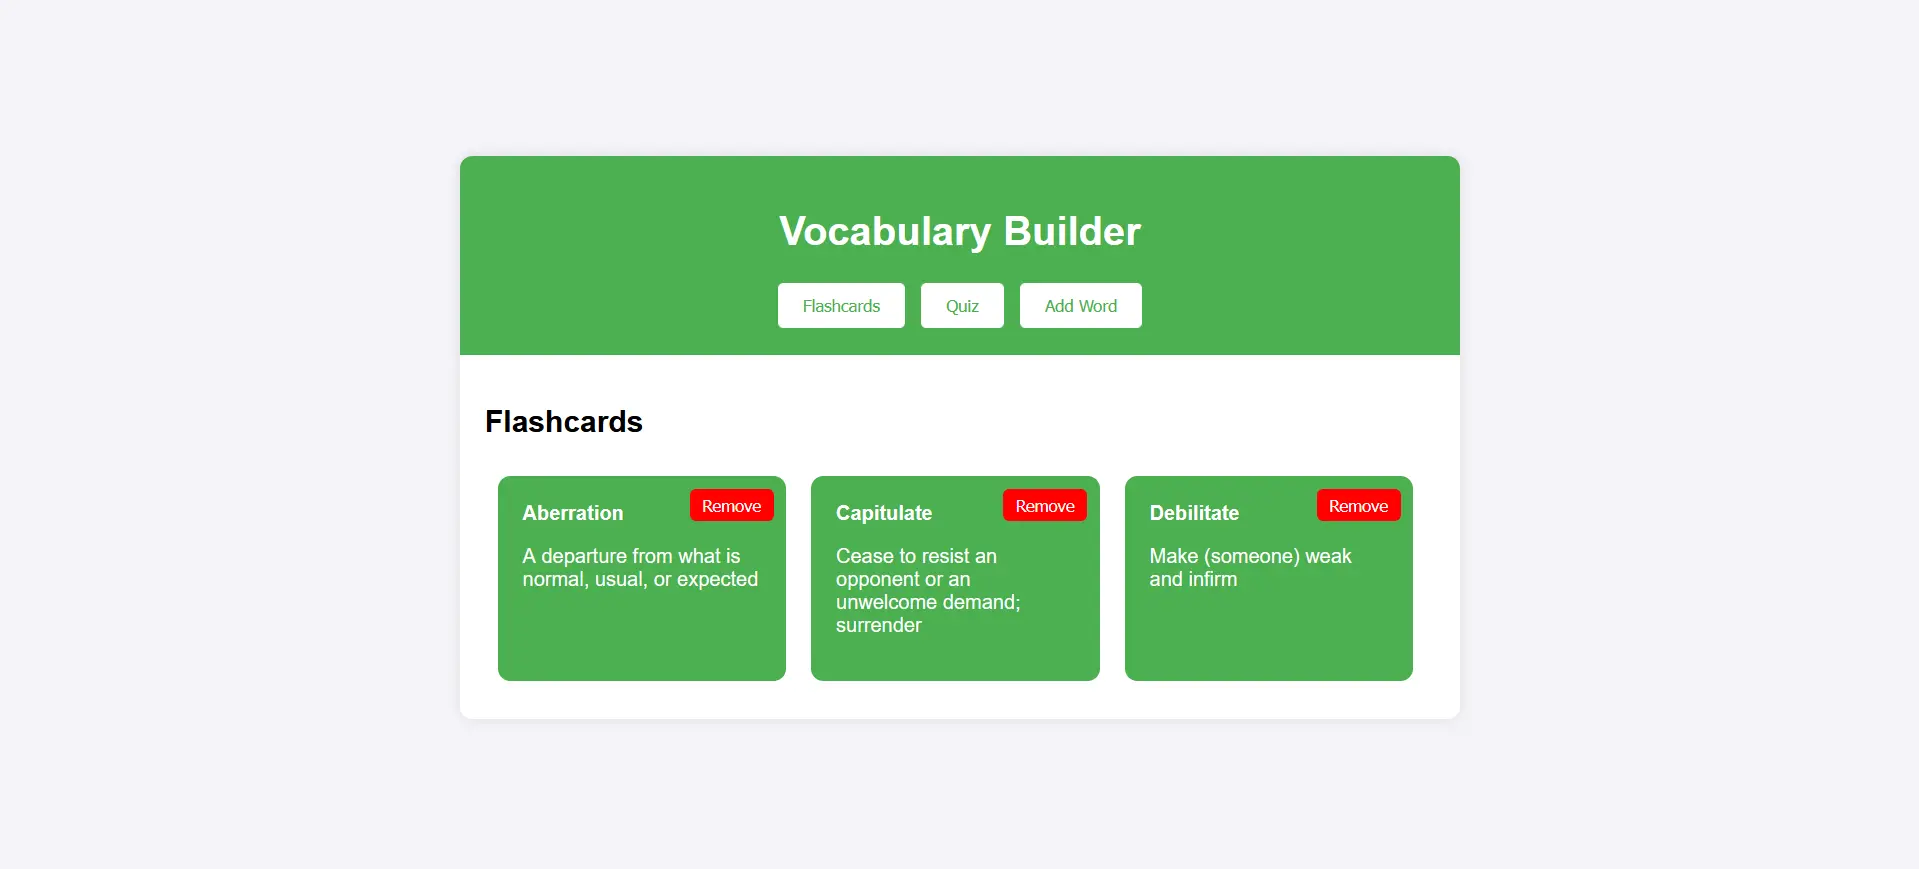 Vocabulary Builder
Flashcards
Quiz
Add Word
Flashcards
Aberration
Remove
A departure from what is
normal, usual, or expected
Capitulate
Remove
Cease to resist an
opponent or an
unwelcome demand;
surrender
Debilitate
Remove
Make (someone) weak
and infirm